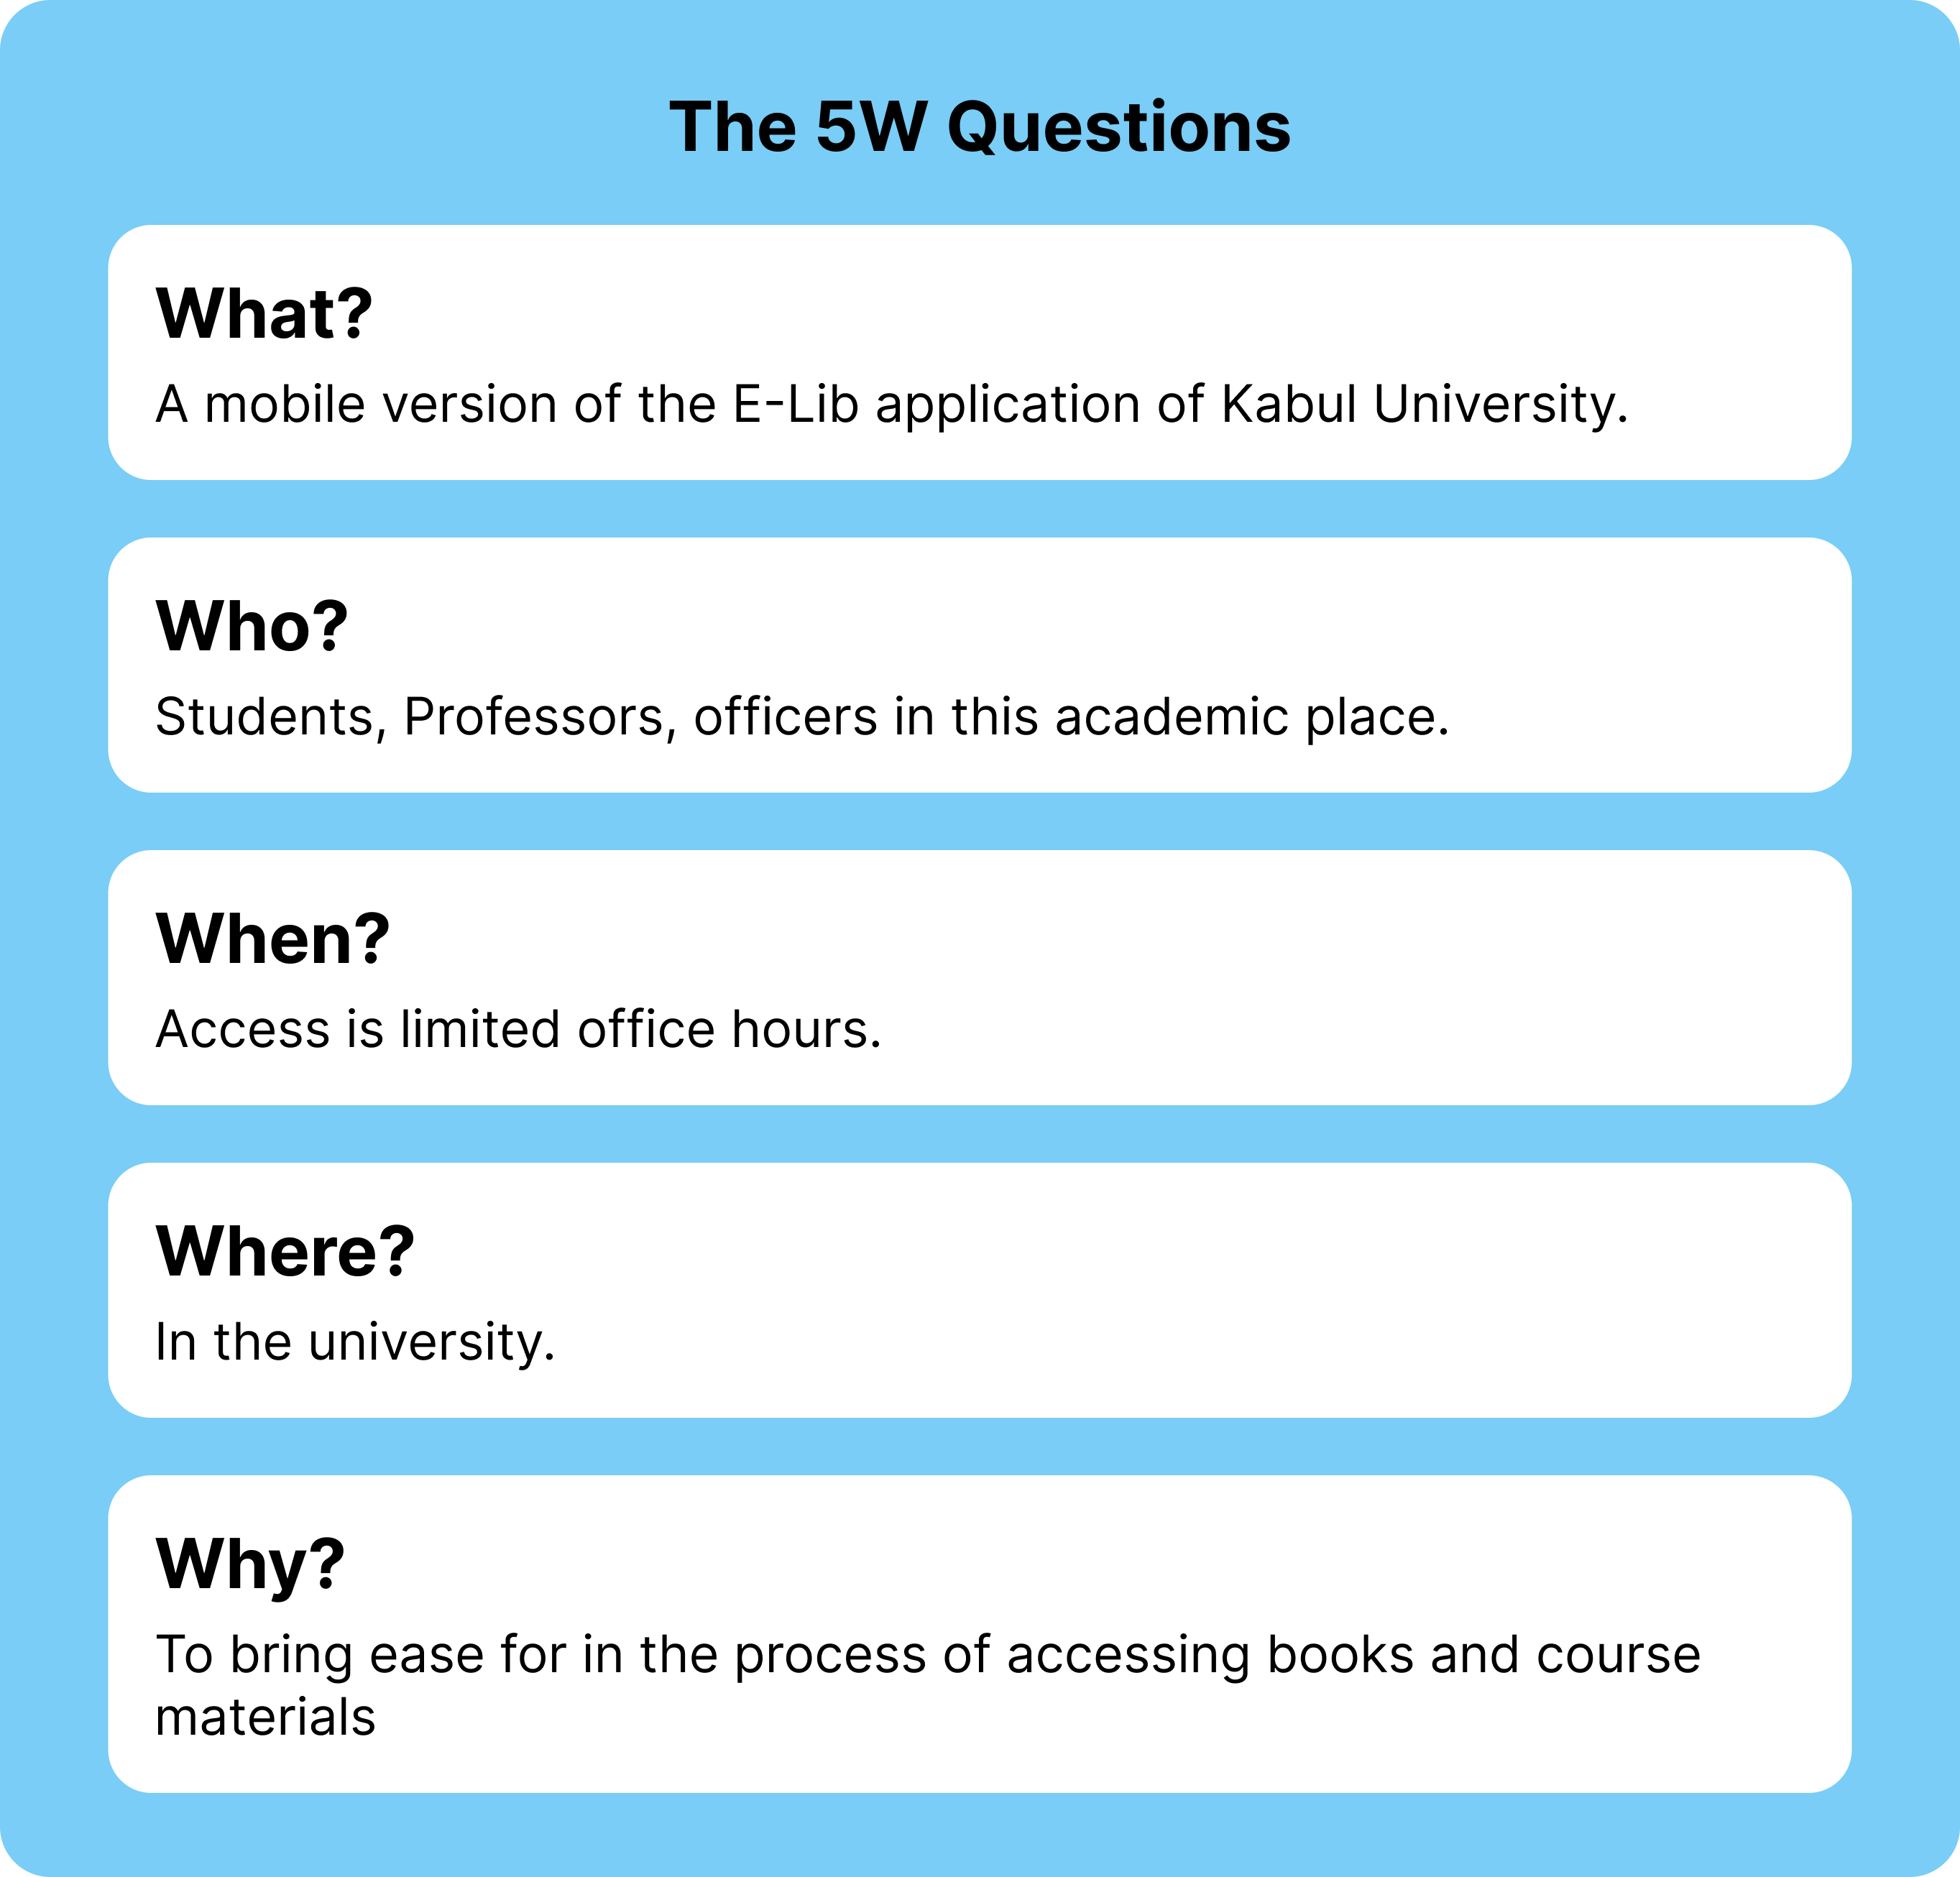 The 5W Questions
What?
A mobile version of the E-Lib application of Kabul University.
Who?
Students, Professors, officers in this academic place.
When?
Access is limited office hours.
Where?
In the university.
Why?
To bring ease for in the process of accessing books and course
materials